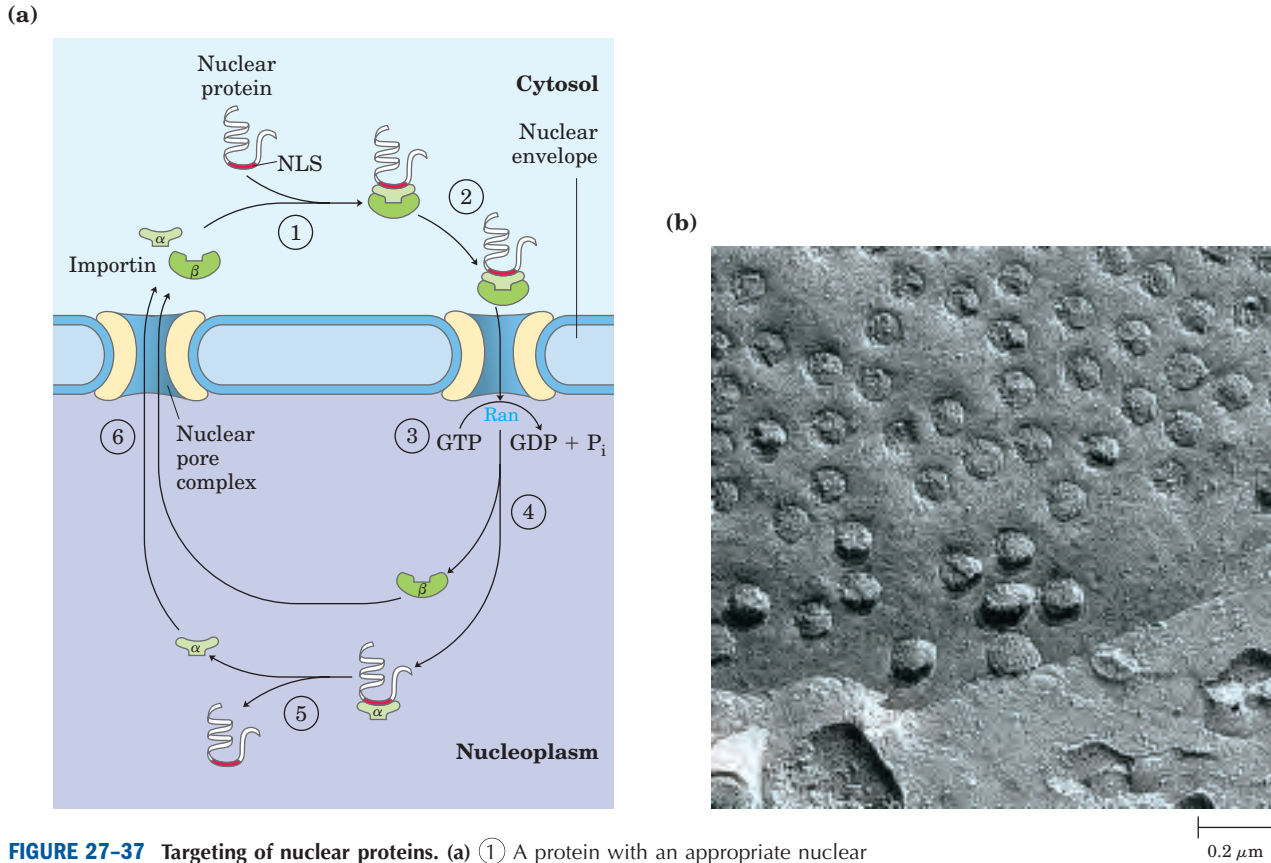 (a)
Nuclear
protein
Cytosol
Nuclear
envelope
NLS
1
2
α
Importin
β
Ran
3
GTP
GDP + Pi
6
Nuclear
pore
complex
4
β
α
α
5
Nucleoplasm
(b)
0.2 μm
FIGURE 27–37 Targeting of nuclear proteins. (a) ① A protein with an appropriate nuclear